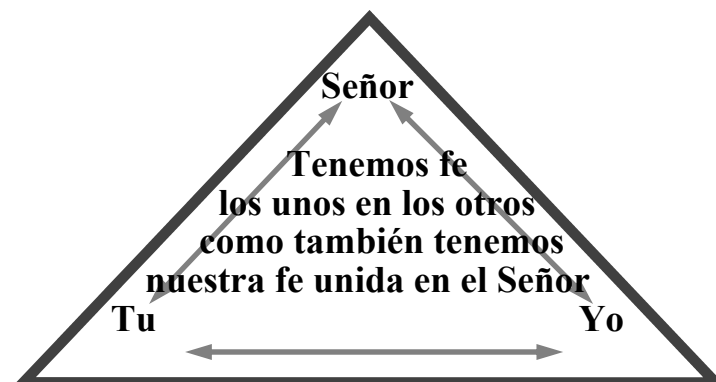 Señor
Tenemos fe
los unos en los otros
como también tenemos
nuestra fe unida en el Señor
Tu Yo